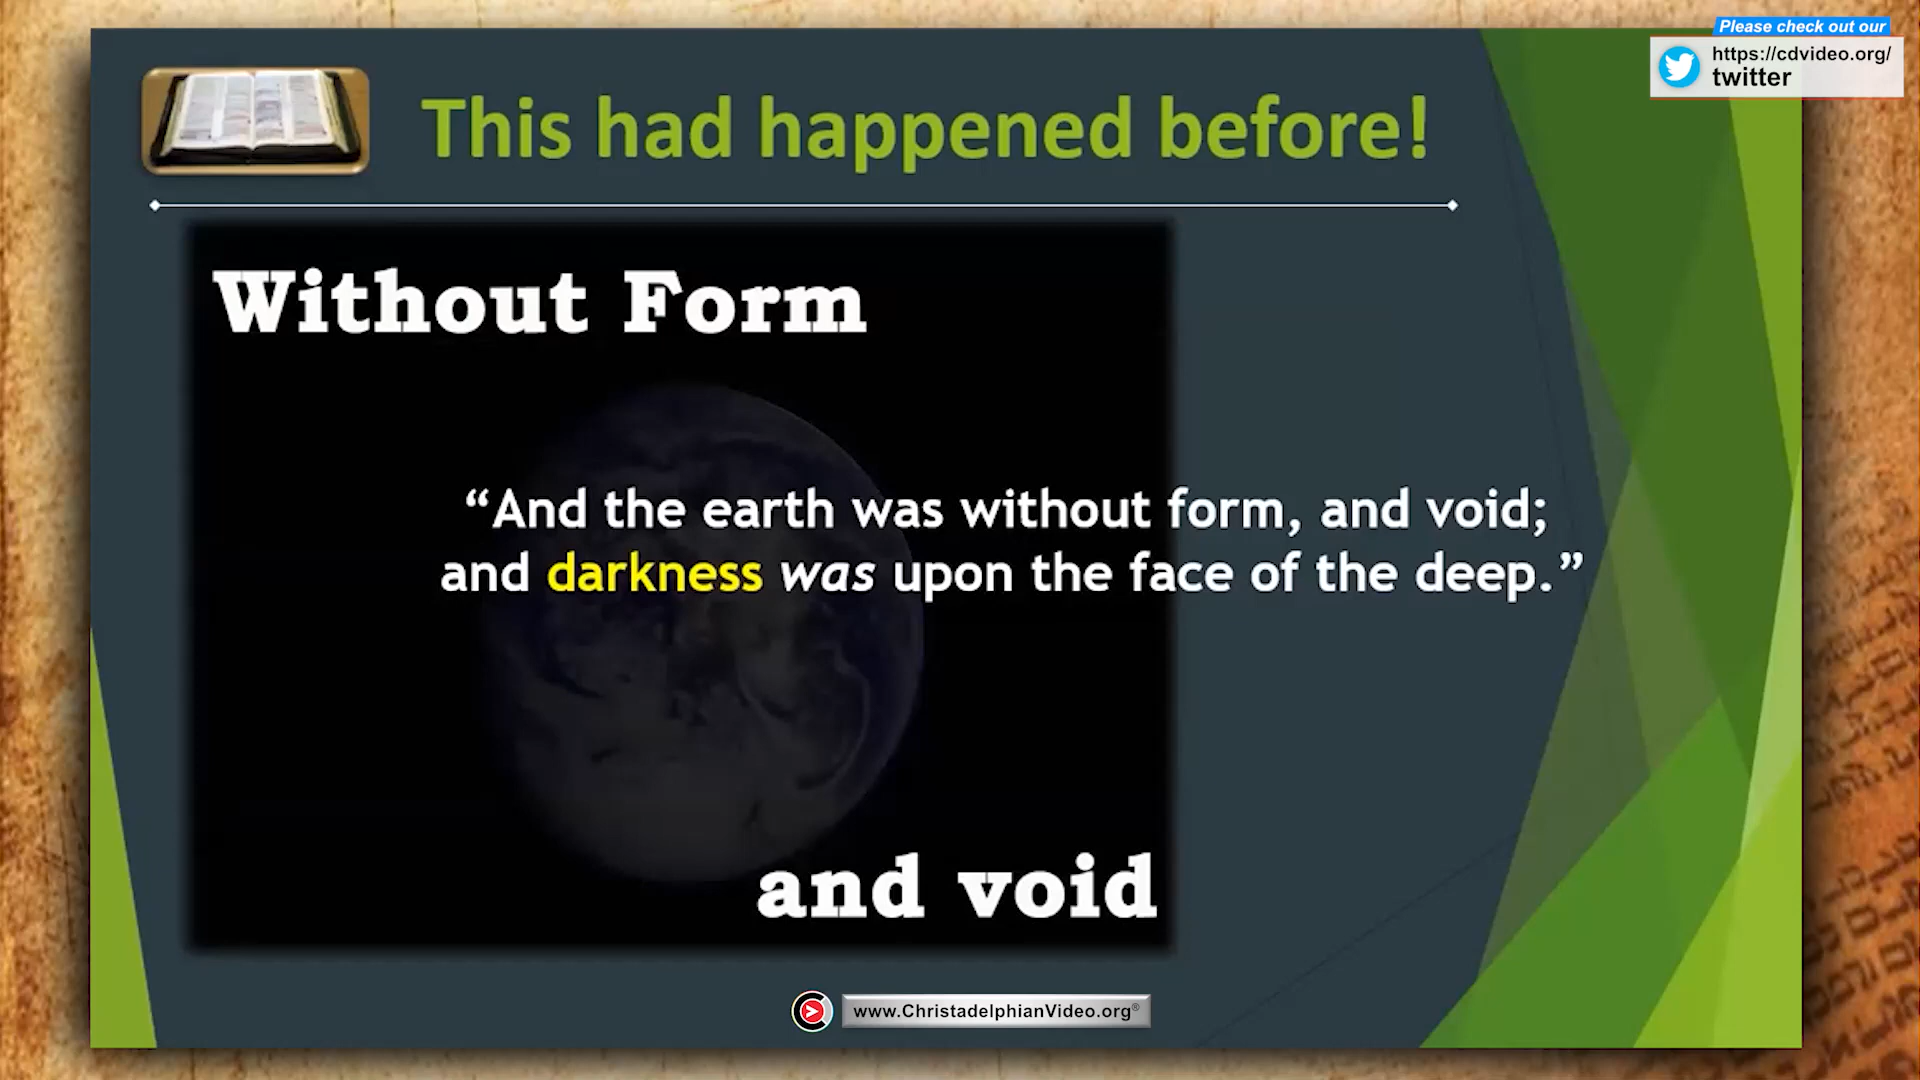 Please check out our
https://cdvideo.org/
twitter
This had happened before!
Without Form
“And the earth was without form, and void;
and darkness was upon the face of the deep.”
and void
www.ChristadelphianVideo.org®